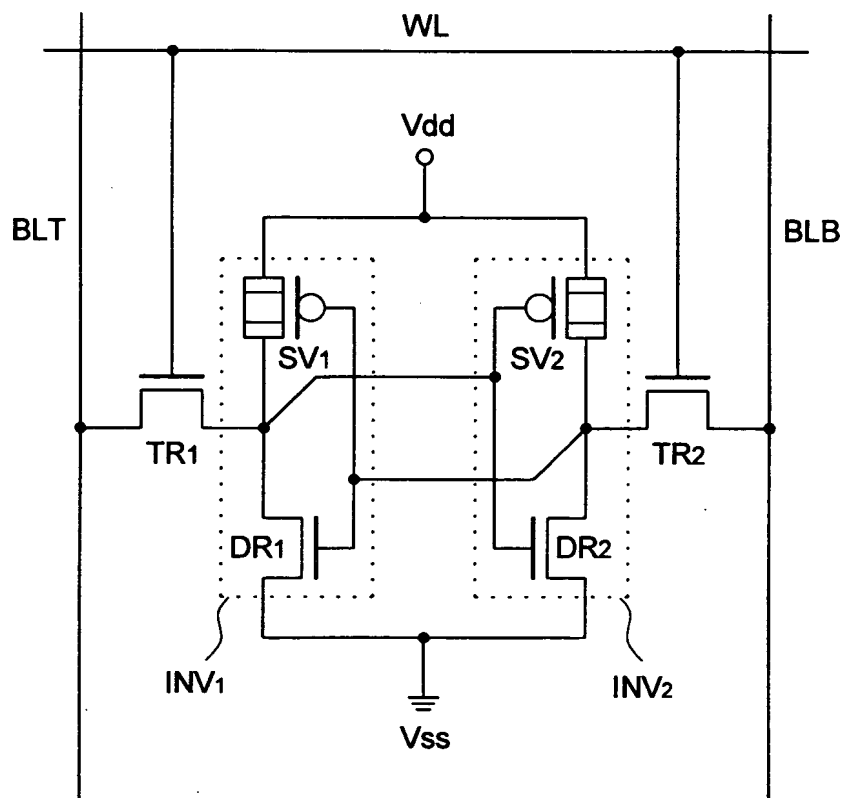 WL
Vdd
BLT
BLB
SV1
SV2
TR1
TR2
DR1
DR2
INV1
INV2
Vss